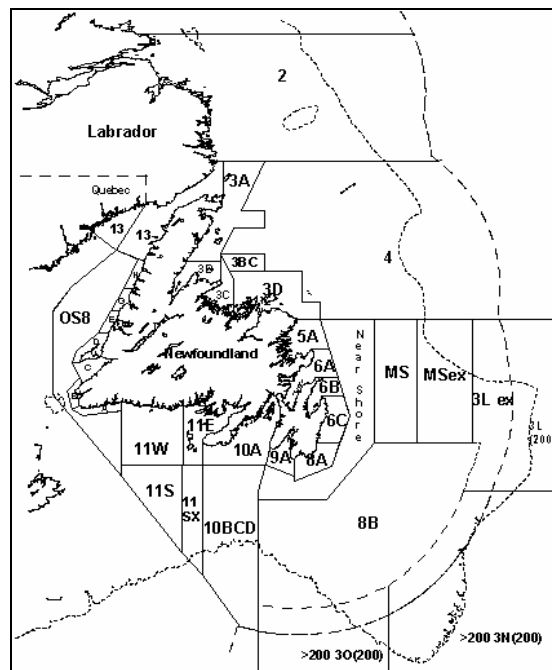 2
Labrador
Quebec
3A
13
13
4
3B
3BC
3C
3D
OS8
Newfoundland
5A
6A
6B
6C
Near Shore
MS
MSex
3L ex
3L
(200
11W
11E
10A
9A
8A
11S
11
SX
10BCD
8B
>200 3O(200)
>200 3N(200)